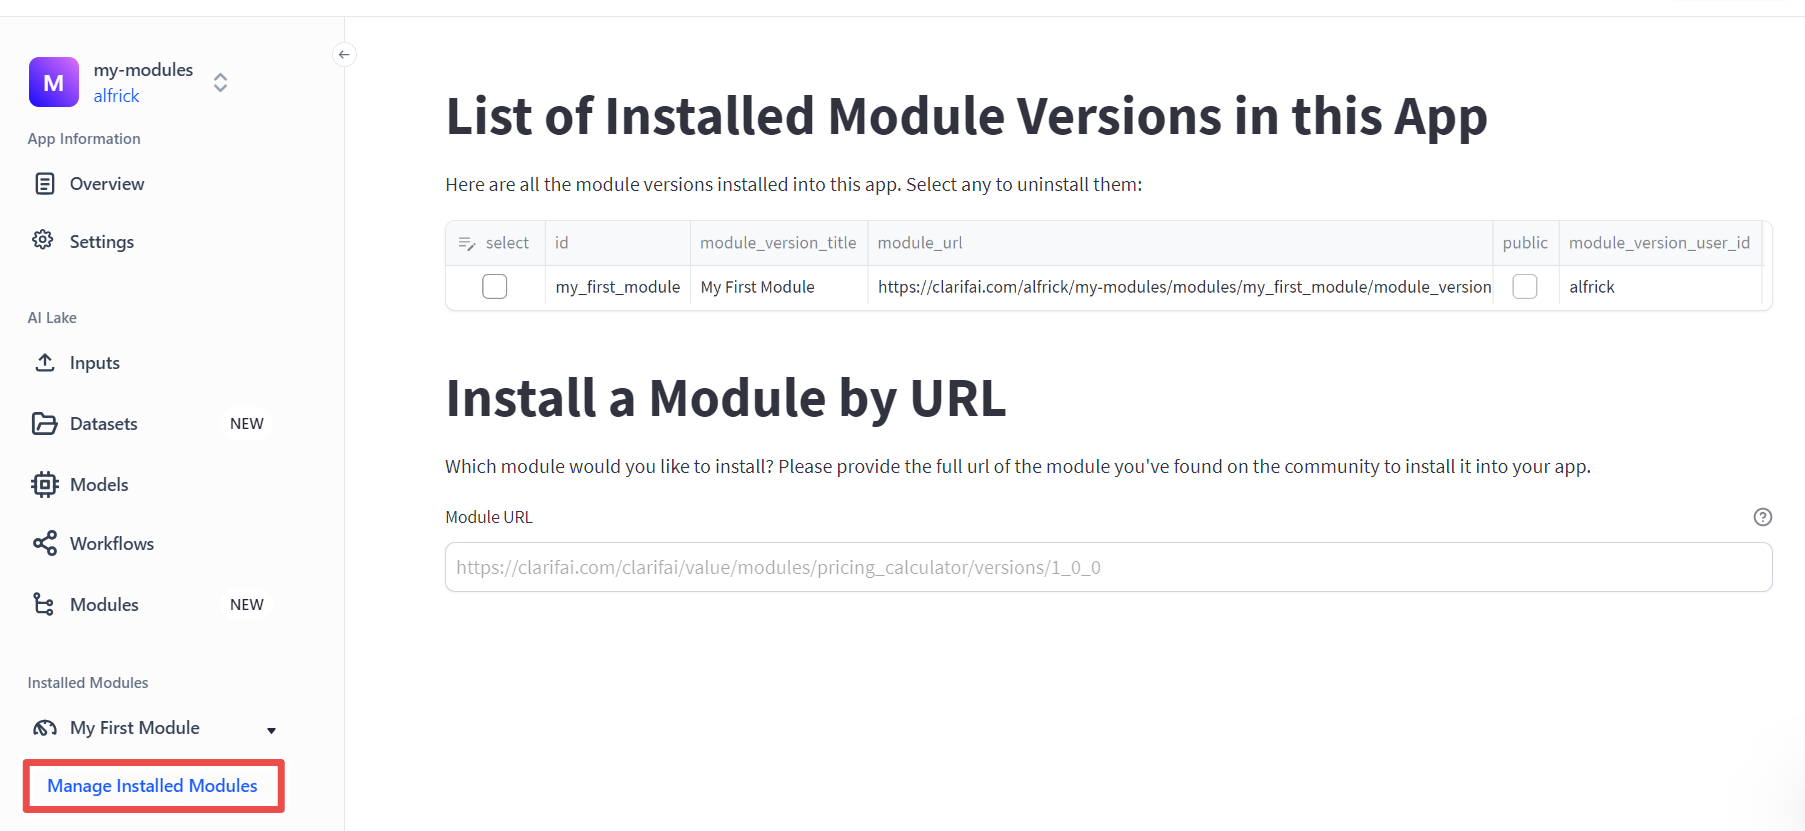 M
my-modules
alfrick
App Information
Overview
Settings
AI Lake
Inputs
Datasets NEW
Models
Workflows
Modules NEW
Installed Modules
My First Module
Manage Installed Modules
List of Installed Module Versions in this App
Here are all the module versions installed into this app. Select any to uninstall them:
select id module_version_title module_url public module_version_user_id
my_first_module My First Module https://clarifai.com/alfrick/my-modules/modules/my_first_module/module_version alfrick
Install a Module by URL
Which module would you like to install? Please provide the full url of the module you've found on the community to install it into your app.
Module URL
https://clarifai.com/clarifai/value/modules/pricing_calculator/versions/1_0_0